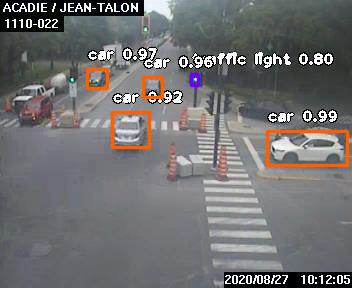 ACADIE / JEAN-TALON
1110-022
car 0.97
car 0.96
traffic light 0.80
car 0.92
car 0.99
2020/08/27 10:12:05